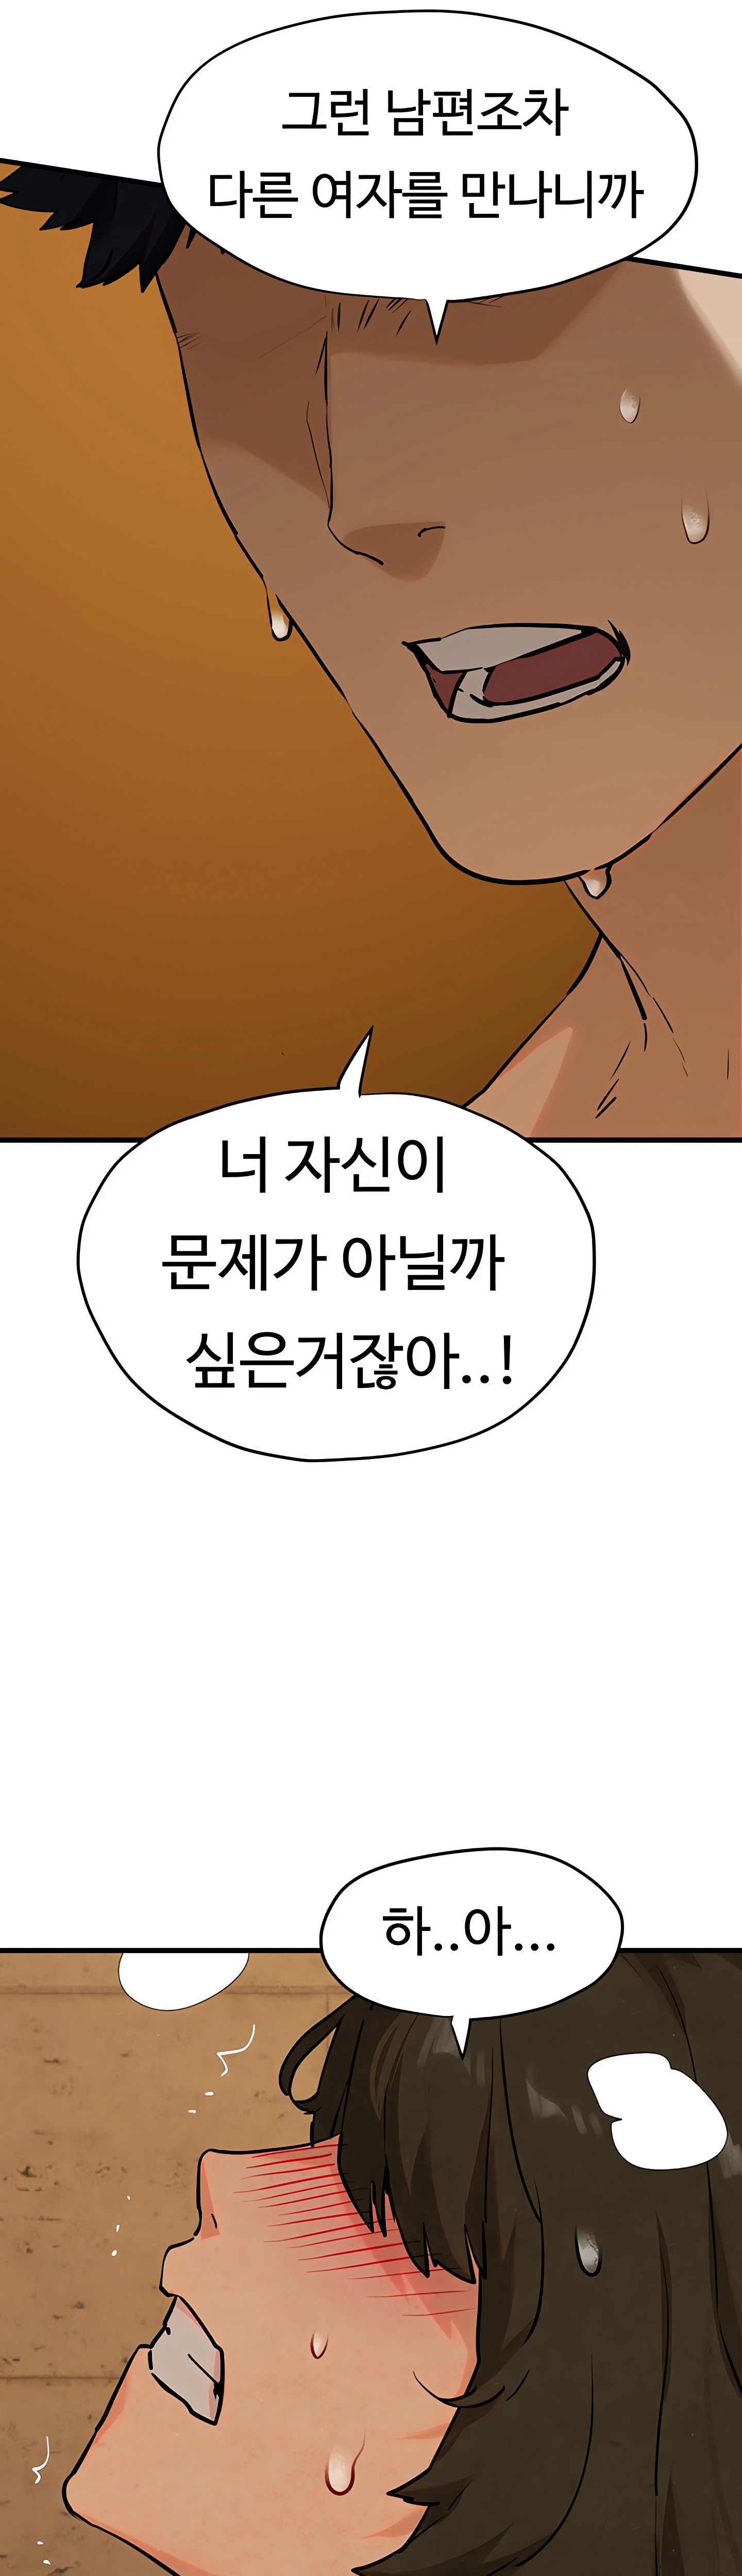 그런 남편조차
다른 여자를 만나니까
너 자신이
문제가 아닐까
싶은거잖아..!
하..아...